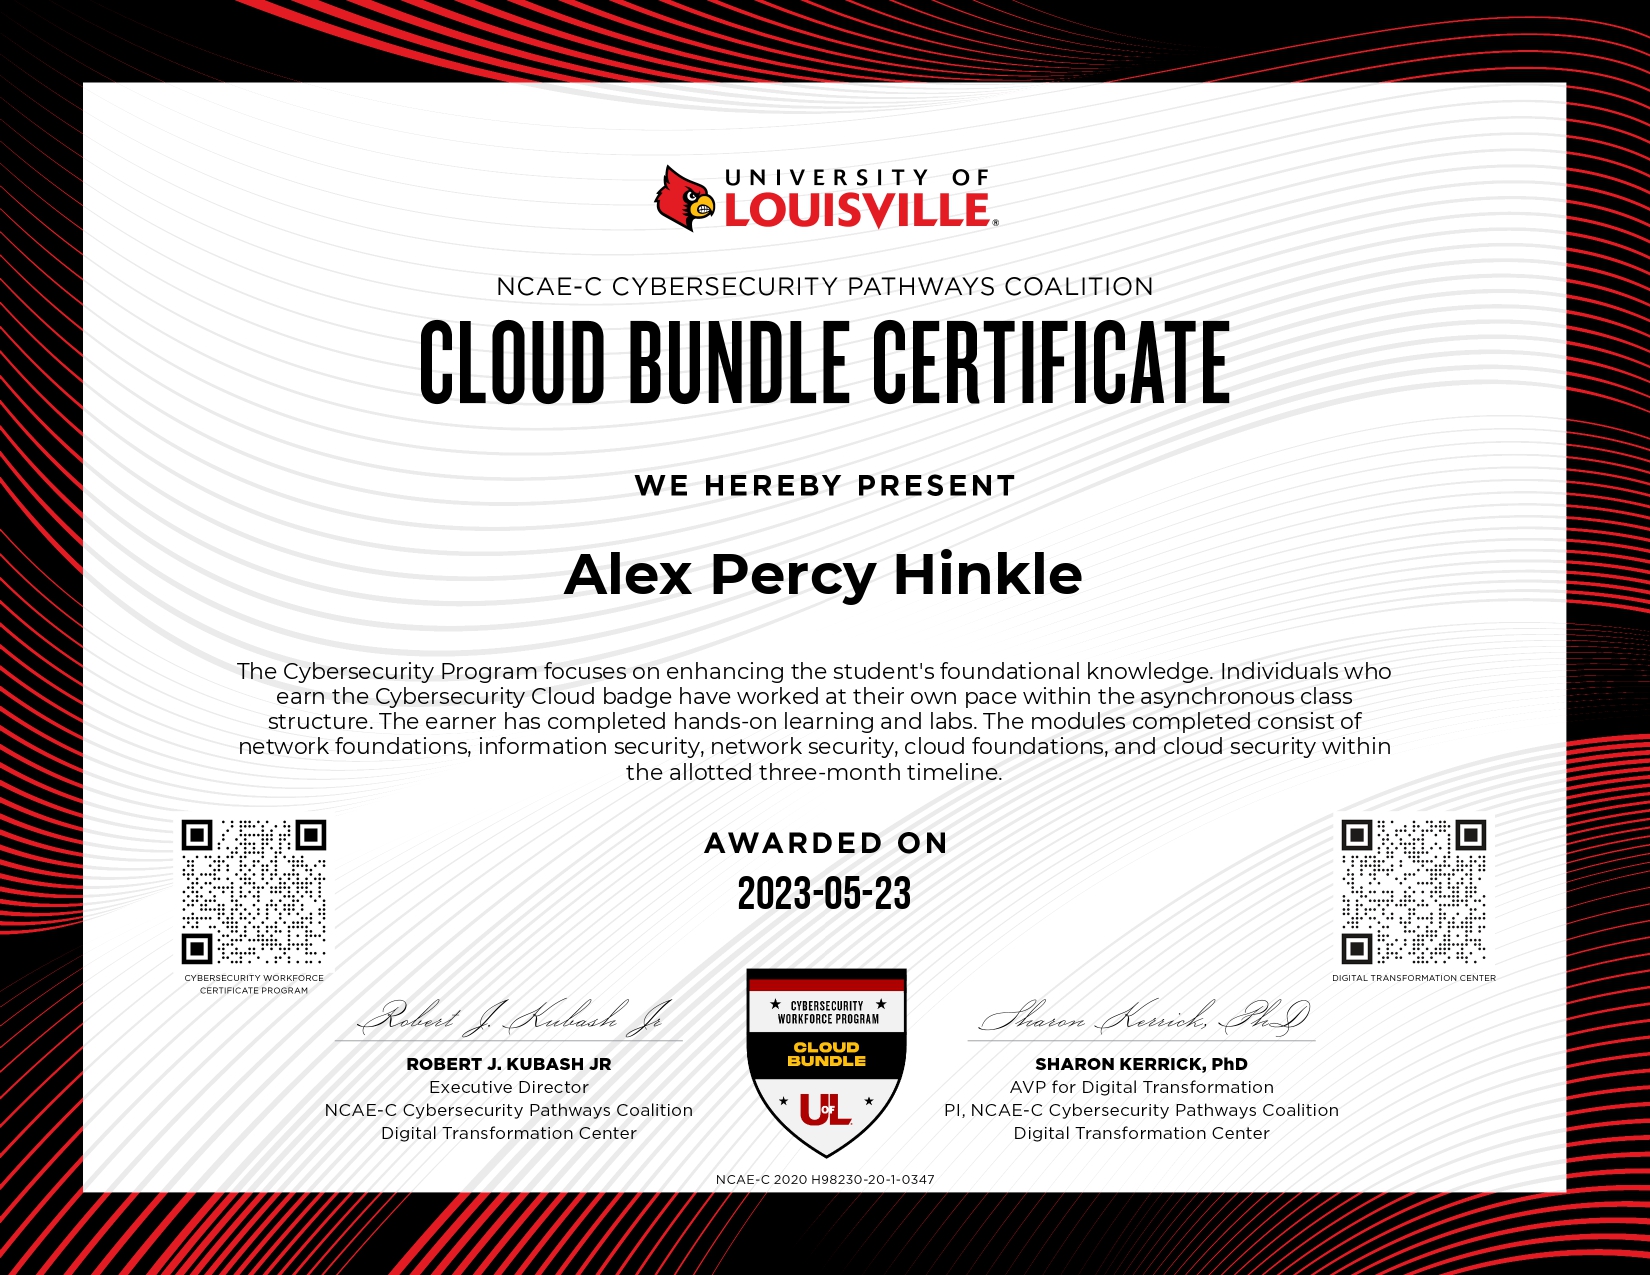 UNIVERSITY OF
LOUISVILLE®
NCAE-C CYBERSECURITY PATHWAYS COALITION
CLOUD BUNDLE CERTIFICATE
WE HEREBY PRESENT
Alex Percy Hinkle
The Cybersecurity Program focuses on enhancing the student's foundational knowledge. Individuals who
earn the Cybersecurity Cloud badge have worked at their own pace within the asynchronous class
structure. The earner has completed hands-on learning and labs. The modules completed consist of
network foundations, information security, network security, cloud foundations, and cloud security within
the allotted three-month timeline.
AWARDED ON
2023-05-23
CYBERSECURITY WORKFORCE
CERTIFICATE PROGRAM
DIGITAL TRANSFORMATION CENTER
Robert J. Kubash Jr
ROBERT J. KUBASH JR
Executive Director
NCAE-C Cybersecurity Pathways Coalition
Digital Transformation Center
CYBERSECURITY
WORKFORCE PROGRAM
CLOUD
BUNDLE
UOFL
Sharon Kerrick, PhD
SHARON KERRICK, PhD
AVP for Digital Transformation
PI, NCAE-C Cybersecurity Pathways Coalition
Digital Transformation Center
NCAE-C 2020 H98230-20-1-0347